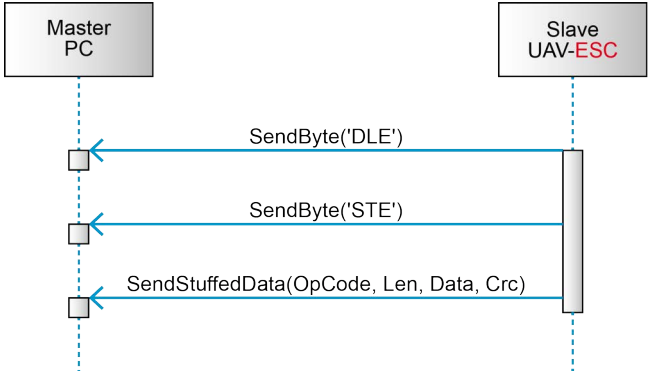 Master
PC
Slave
UAV-ESC
SendByte('DLE')
SendByte('STE')
SendStuffedData(OpCode, Len, Data, Crc)